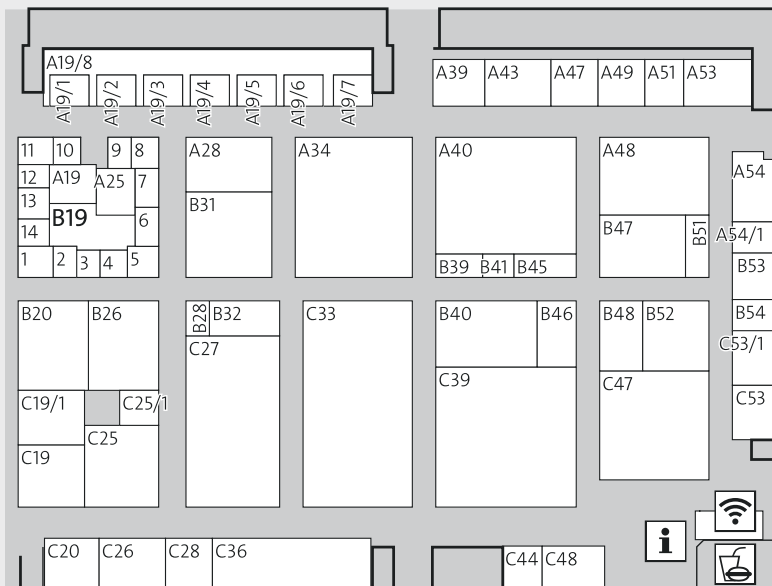 A19/8
A19/1
A19/2
A19/3
A19/4
A19/5
A19/6
A19/7
A39
A43
A47
A49
A51
A53
11
10
9
8
12
A19
A25
7
13
B19
6
14
1
2
3
4
5
A28
B31
A34
A40
B39
B41
B45
A48
B47
B51
A54
A54/1
B53
B54
C53/1
C53
B20
B26
C19/1
C25/1
C25
C19
B28
B32
C27
C33
B40
B46
C39
B48
B52
C47
C20
C26
C28
C36
C44
C48
i